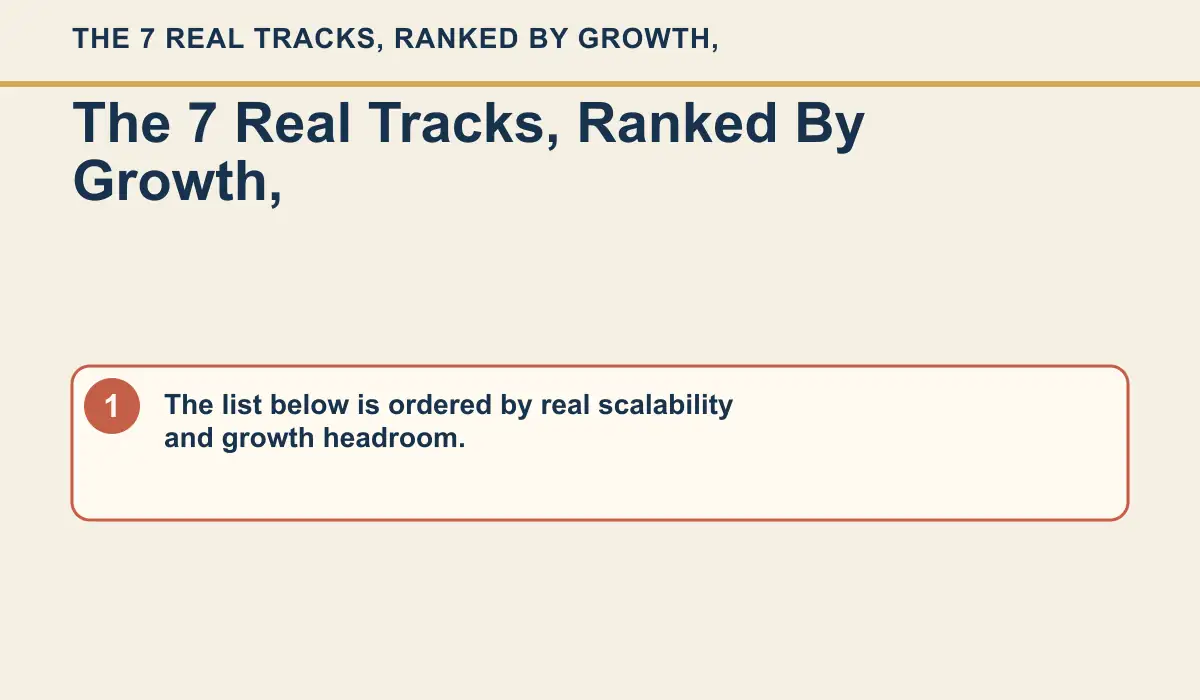 THE 7 REAL TRACKS, RANKED BY GROWTH,
The 7 Real Tracks, Ranked By
Growth,
1
The list below is ordered by real scalability
and growth headroom.